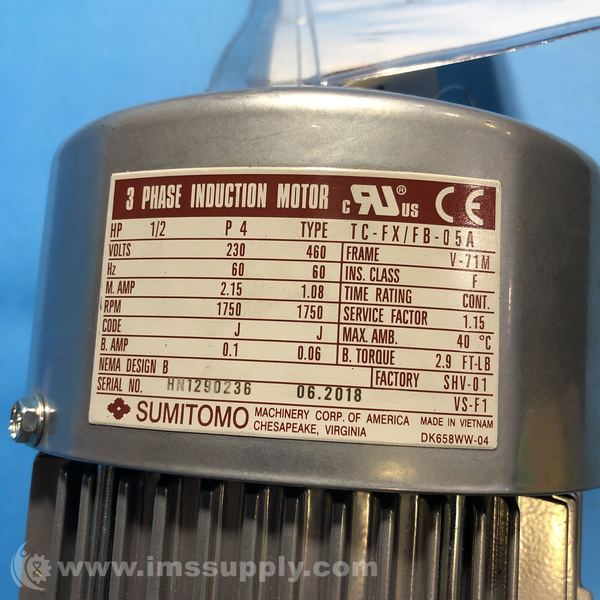 3 PHASE INDUCTION MOTOR c RU ® US CE
HP 1/2 P 4 TYPE TC-FX/FB-05A
VOLTS 230 460 FRAME V-71M
Hz 60 60 INS. CLASS F
M. AMP 2.15 1.08 TIME RATING CONT.
RPM 1750 1750 SERVICE FACTOR 1.15
CODE J J MAX. AMB. 40 °C
B. AMP 0.1 0.06 B. TORQUE 2.9 FT-LB
NEMA DESIGN B FACTORY SHV-01
SERIAL NO. HN1290236 06.2018 VS-F1
SUMITOMO MACHINERY CORP. OF AMERICA MADE IN VIETNAM
CHESAPEAKE, VIRGINIA DK658WW-04
www.imssupply.com